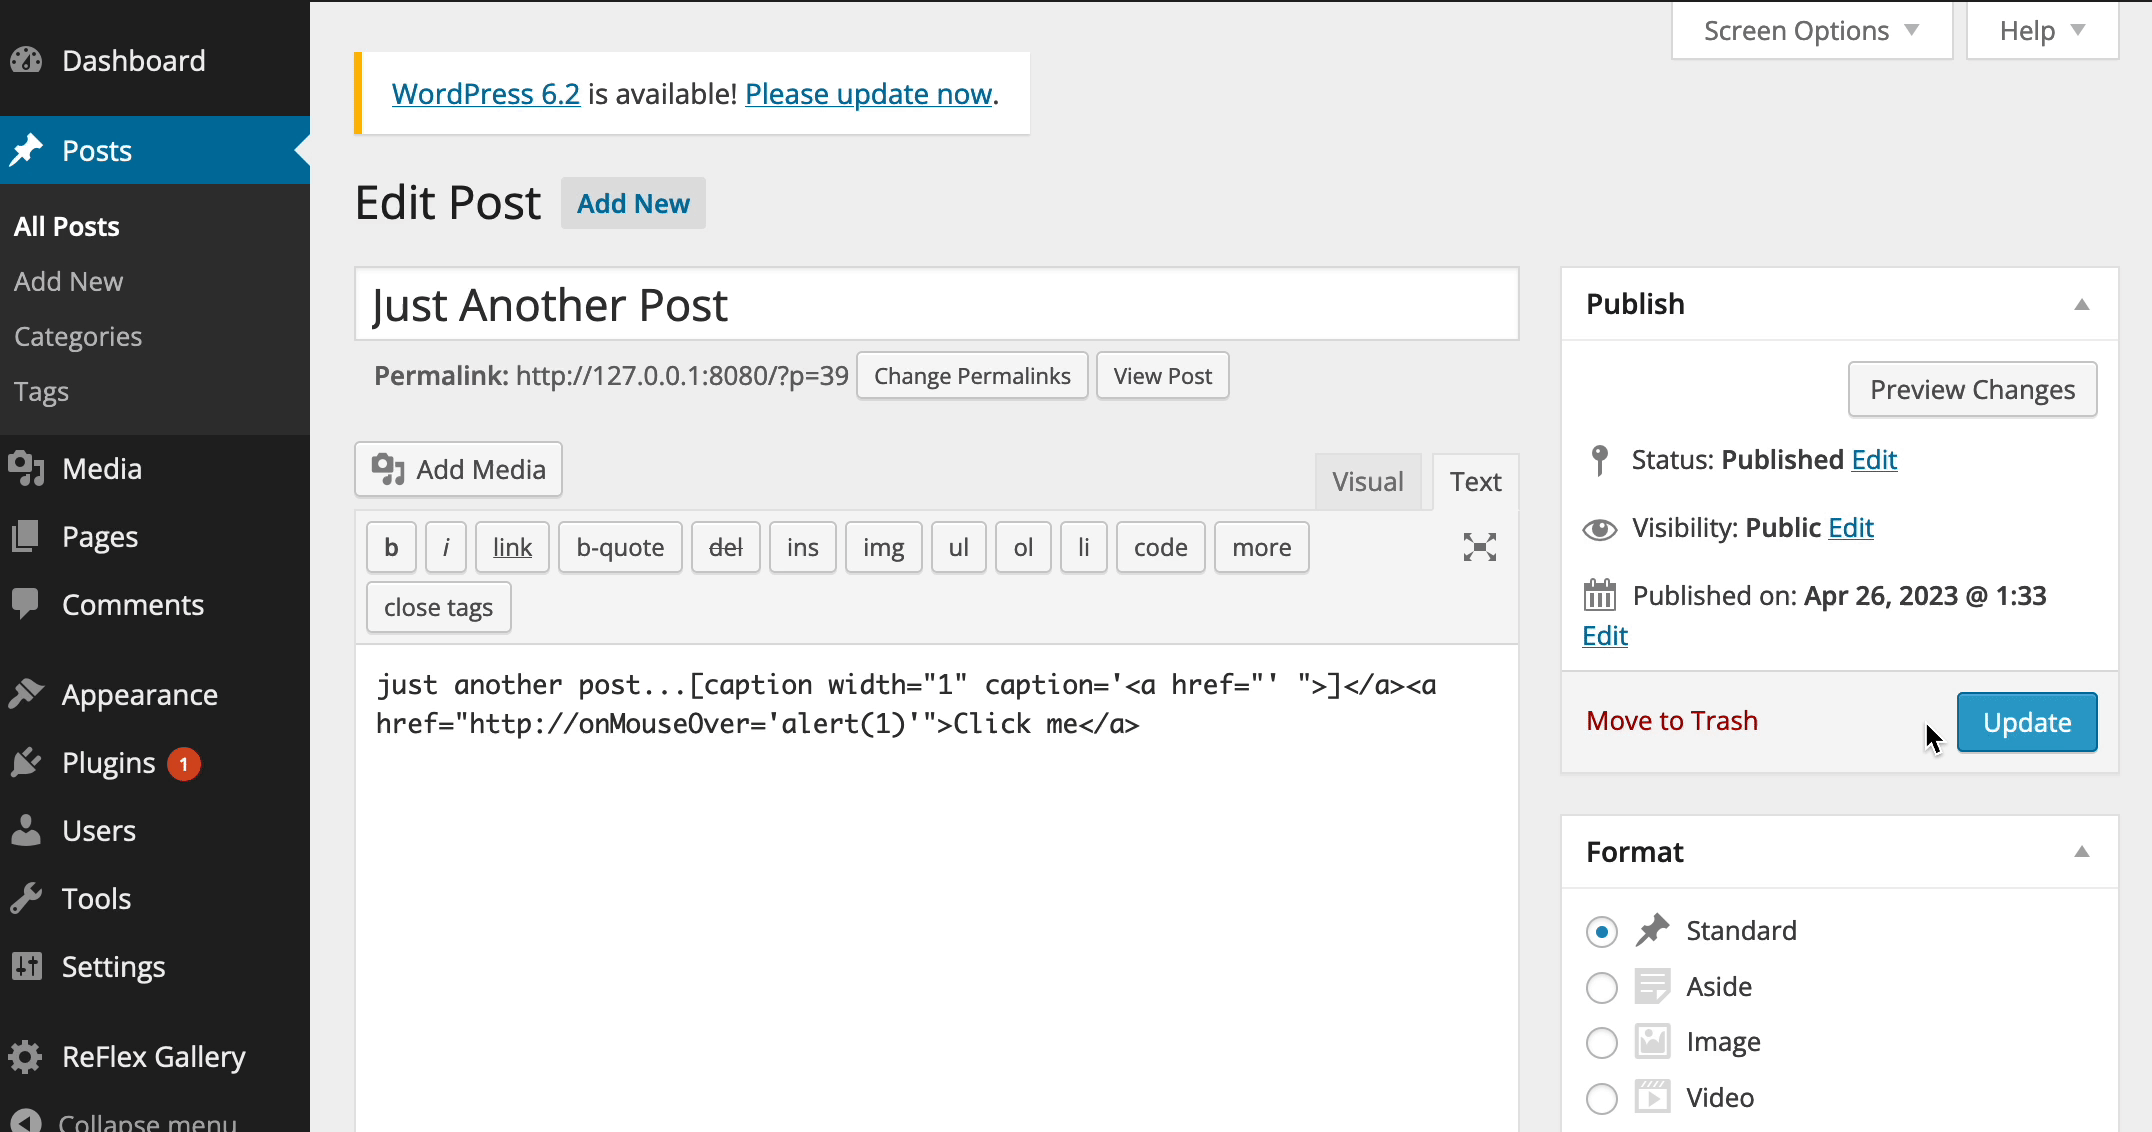 Dashboard
Posts
All Posts
Add New
Categories
Tags
Media
Pages
Comments
Appearance
Plugins 1
Users
Tools
Settings
ReFlex Gallery
Collapse menu
Screen Options
Help
WordPress 6.2 is available! Please update now.
Edit Post Add New
Just Another Post
Permalink: http://127.0.0.1:8080/?p=39 Change Permalinks View Post
Add Media
Visual Text
b i link b-quote del ins img ul ol li code more
close tags
just another post...[caption width="1" caption='<a href="' ">]</a><a
href="http://onMouseOver='alert(1)'">Click me</a>
Publish
Preview Changes
Status: Published Edit
Visibility: Public Edit
Published on: Apr 26, 2023 @ 1:33
Edit
Move to Trash Update
Format
Standard
Aside
Image
Video